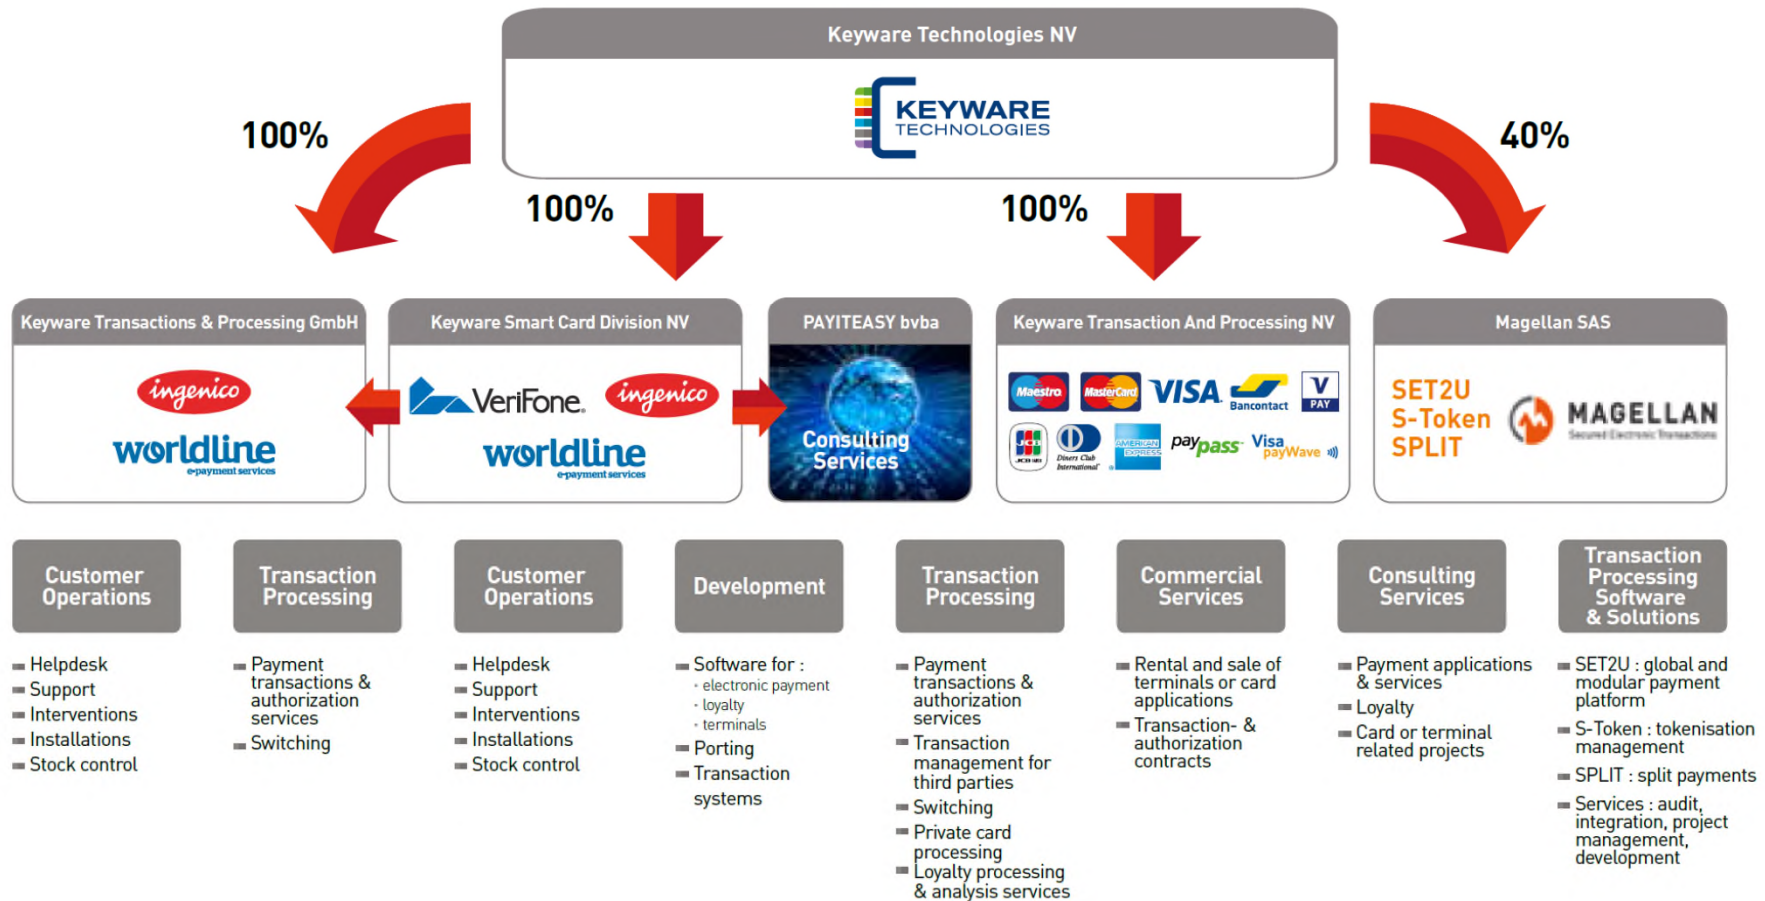 Keyware Technologies NV
KEYWARE
TECHNOLOGIES
100%
40%
100%
100%
Keyware Transactions & Processing GmbH
ingenico
worldline
e-payment services
Keyware Smart Card Division NV
VeriFone.
ingenico
worldline
e-payment services
PAYITEASY bvba
Consulting
Services
Keyware Transaction And Processing NV
Maestro
MasterCard
VISA
Bancontact
V
PAY
JCB
Diners Club
International
AMERICAN
EXPRESS
paypass
Visa
payWave
Magellan SAS
SET2U
S-Token
SPLIT
MAGELLAN
Secured Electronic Transactions
Customer
Operations
Helpdesk
Support
Interventions
Installations
Stock control
Transaction
Processing
Payment
transactions &
authorization
services
Switching
Customer
Operations
Helpdesk
Support
Interventions
Installations
Stock control
Development
Software for :
- electronic payment
- loyalty
- terminals
Porting
Transaction
systems
Transaction
Processing
Payment
transactions &
authorization
services
Transaction
management for
third parties
Switching
Private card
processing
Loyalty processing
& analysis services
Commercial
Services
Rental and sale of
terminals or card
applications
Transaction- &
authorization
contracts
Consulting
Services
Payment applications
& services
Loyalty
Card or terminal
related projects
Transaction
Processing
Software
& Solutions
SET2U : global and
modular payment
platform
S-Token : tokenisation
management
SPLIT : split payments
Services : audit,
integration, project
management,
development